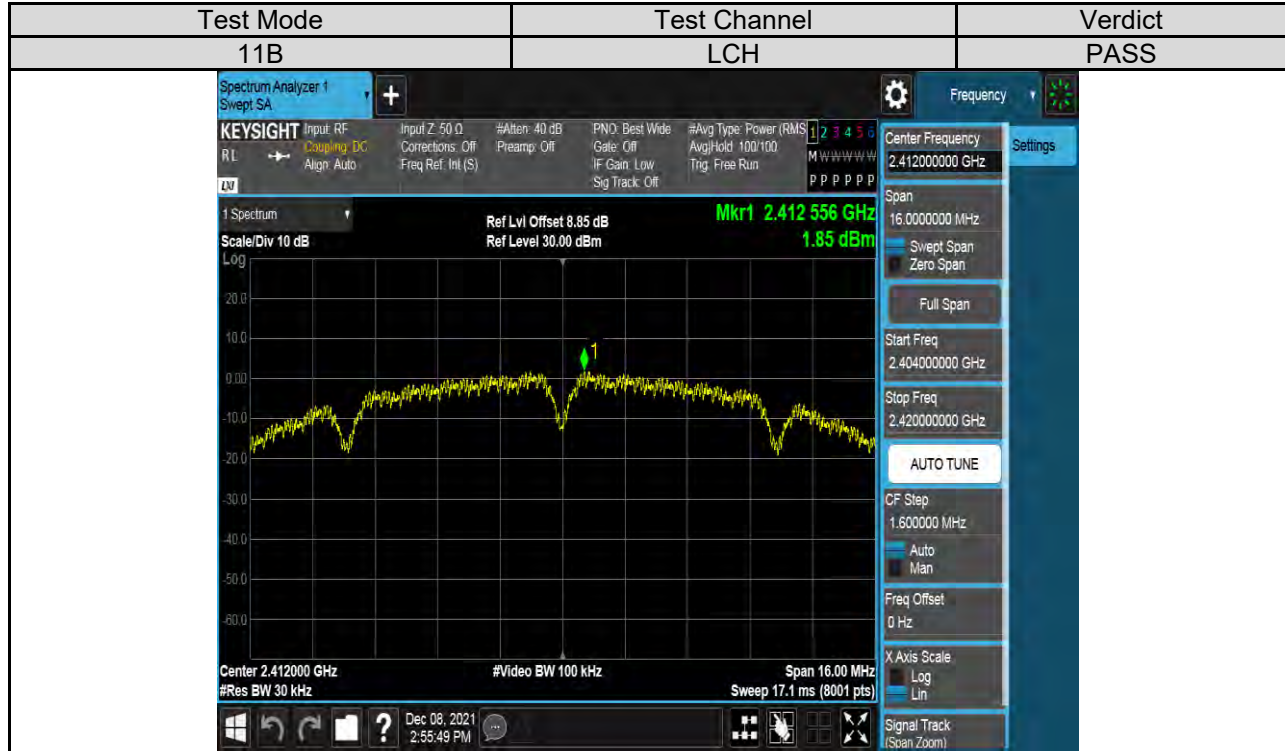 Test Mode Test Channel Verdict
11B LCH PASS
Spectrum Analyzer 1
Swept SA
+
Frequency
KEYSIGHT Input: RF Input Z: 50 Ω #Atten: 40 dB PNO: Best Wide #Avg Type: Power (RMS 1 2 3 4 5 6
RL Coupling: DC Corrections: Off Preamp: Off Gate: Off Avg|Hold: 100/100 M W W W W W
Align: Auto Freq Ref: Int (S) IF Gain: Low Trig: Free Run
LXI Sig Track: Off P P P P P P
Center Frequency
2.412000000 GHz
Settings
1 Spectrum
Scale/Div 10 dB
Ref Lvl Offset 8.85 dB
Ref Level 30.00 dBm
Mkr1 2.412 556 GHz
1.85 dBm
Log
20.0
10.0
0.00
-10.0
-20.0
-30.0
-40.0
-50.0
-60.0
1
Center 2.412000 GHz #Video BW 100 kHz Span 16.00 MHz
#Res BW 30 kHz Sweep 17.1 ms (8001 pts)
Span
16.0000000 MHz
Swept Span
Zero Span
Full Span
Start Freq
2.404000000 GHz
Stop Freq
2.420000000 GHz
AUTO TUNE
CF Step
1.600000 MHz
Auto
Man
Freq Offset
0 Hz
X Axis Scale
Log
Lin
Signal Track
(Span Zoom)
? Dec 08, 2021
2:55:49 PM